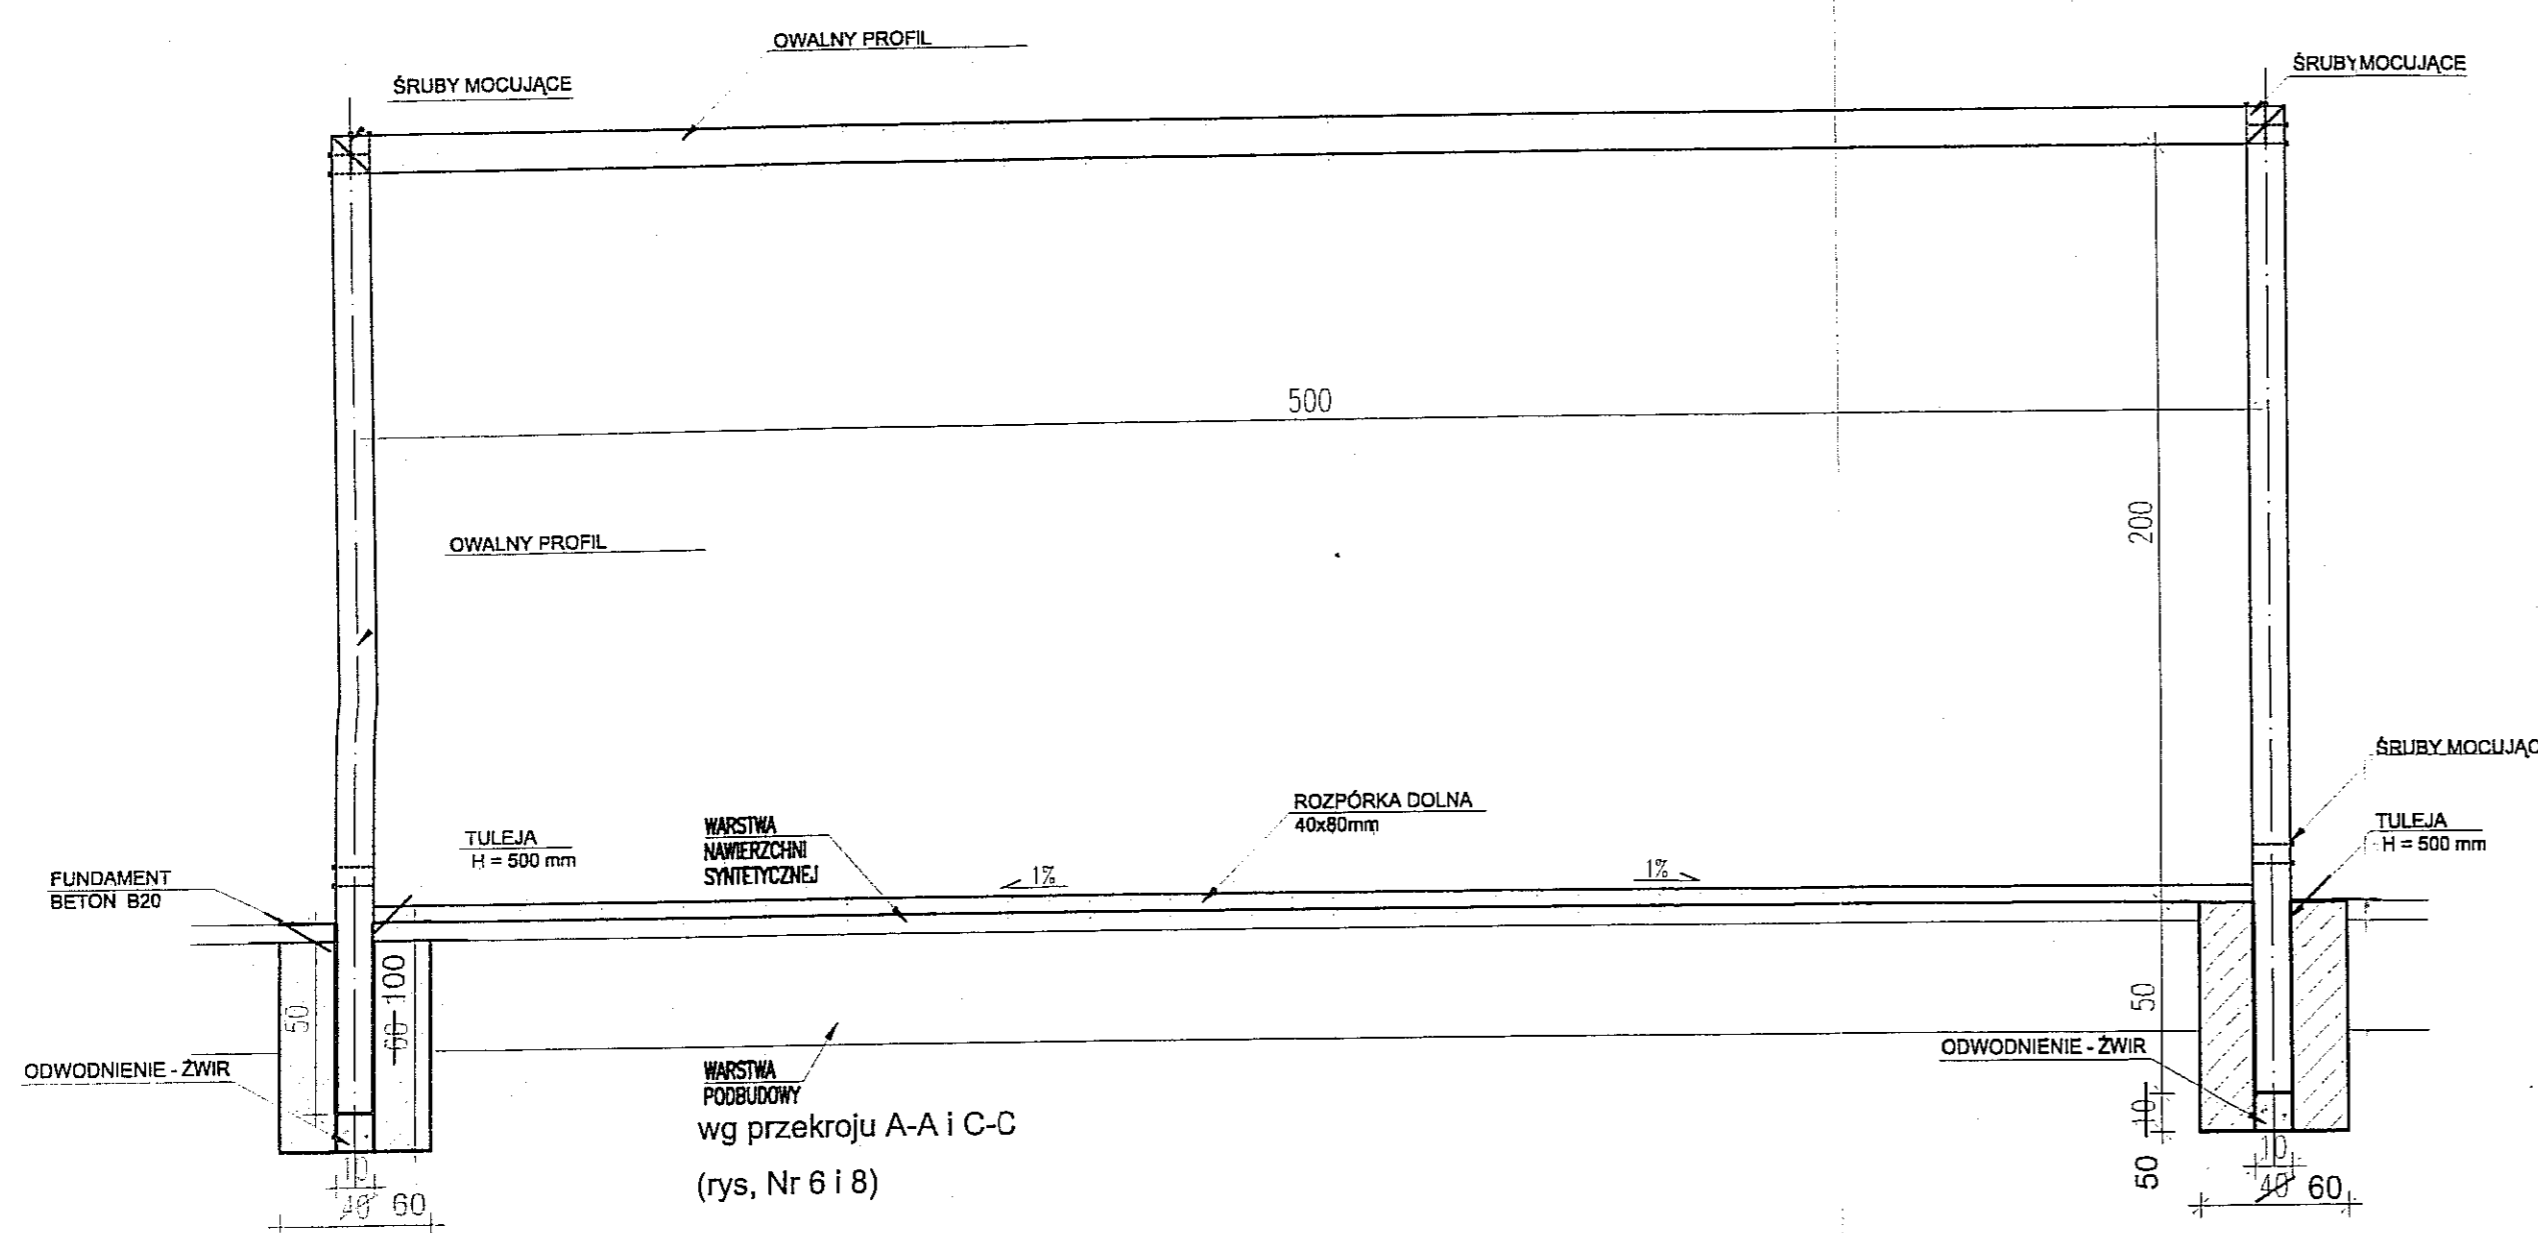 OWALNY PROFIL
ŚRUBY MOCUJĄCE
ŚRUBY MOCUJĄCE
500
200
OWALNY PROFIL
ŚRUBY MOCUJĄC
ROZPÓRKA DOLNA
40x80mm
TULEJA
H = 500 mm
WARSTWA
NAWIERZCHNI
SYNTETYCZNEJ
TULEJA
H = 500 mm
FUNDAMENT
BETON B20
1%
1%
50
60 100
50
ODWODNIENIE - ŻWIR
ODWODNIENIE - ŻWIR
WARSTWA
PODBUDOWY
wg przekroju A-A i C-C
(rys, Nr 6 i 8)
10
50
10
40 60
10
40 60